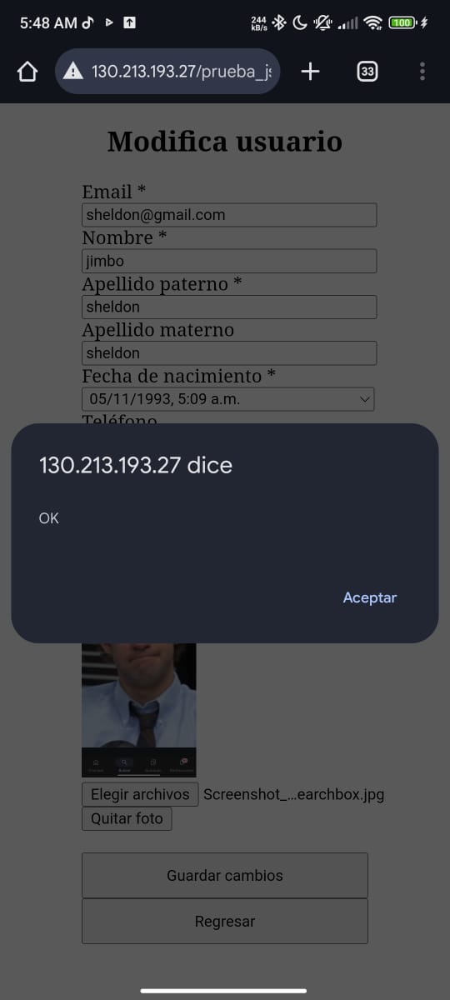 5:48 AM
244
kB/s
100
130.213.193.27/prueba_js
33
Modifica usuario
Email *
sheldon@gmail.com
Nombre *
jimbo
Apellido paterno *
sheldon
Apellido materno
sheldon
Fecha de nacimiento *
05/11/1993, 5:09 a.m.
Teléfono
130.213.193.27 dice
OK
Aceptar
Elegir archivos Screenshot_...earchbox.jpg
Quitar foto
Guardar cambios
Regresar